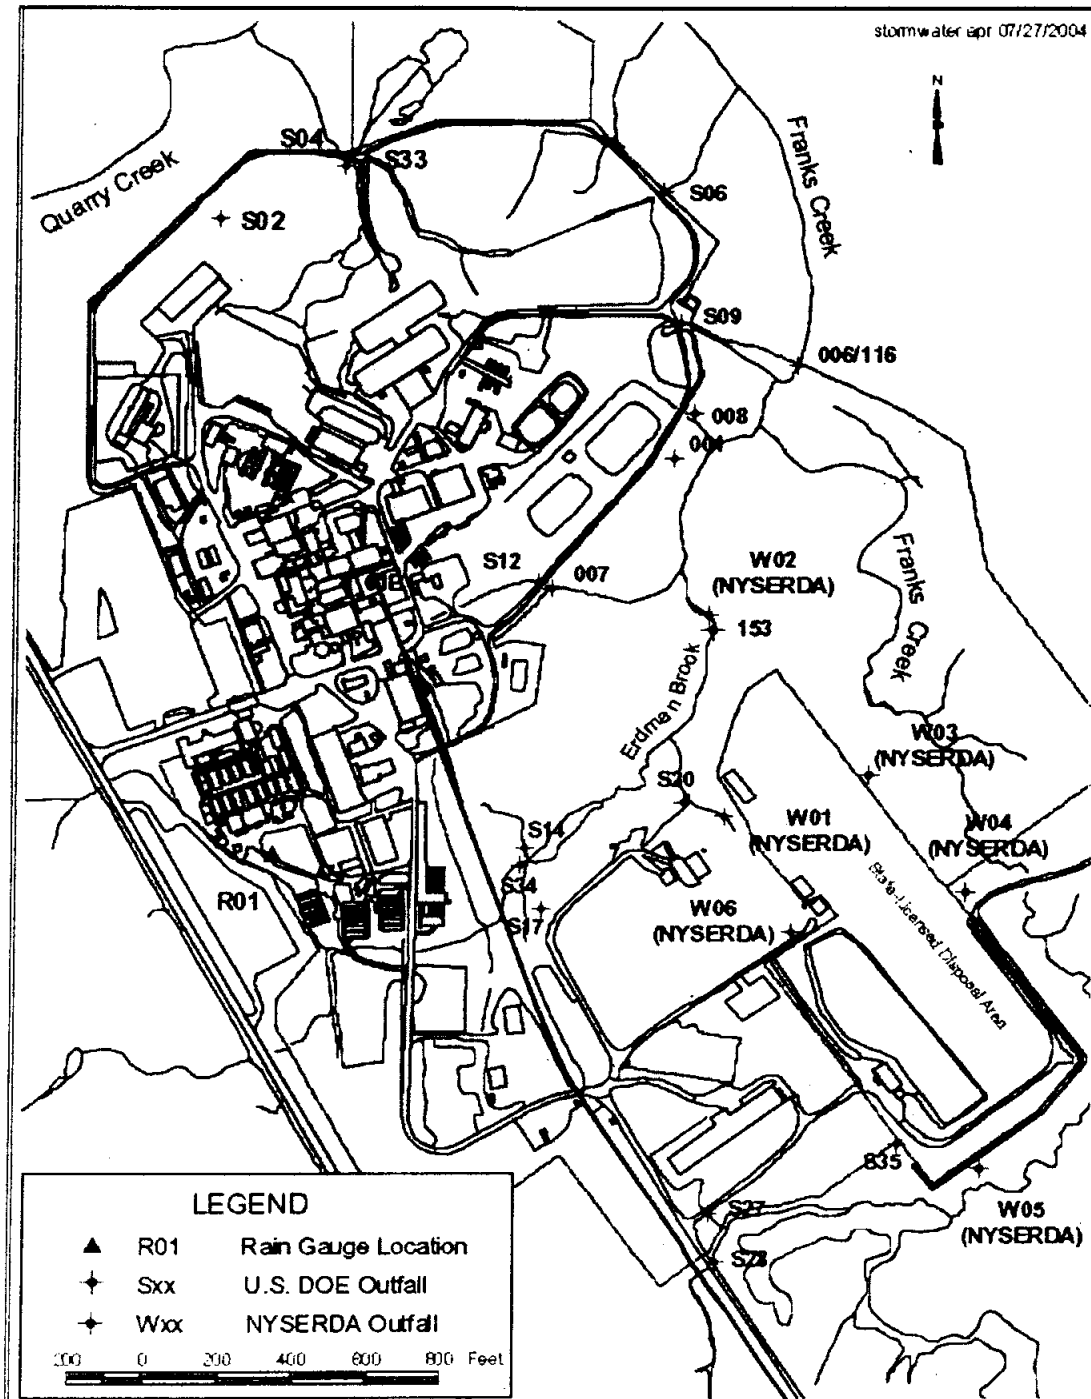 stormwater apr 07/27/2004
N
S04
S33
Quarry Creek
S02
S06
Franks Creek
S09
006/116
008
001
S12
007
W02
(NYSERDA)
Franks Creek
153
Erdman Brook
W03
(NYSERDA)
S20
W01
(NYSERDA)
W04
(NYSERDA)
S14
S34
State-Licensed Disposal Area
R01
S17
W06
(NYSERDA)
S35
S27
W05
(NYSERDA)
S28
LEGEND
R01 Rain Gauge Location
Sxx U.S. DOE Outfall
Wxx NYSERDA Outfall
200 0 200 400 600 800 Feet